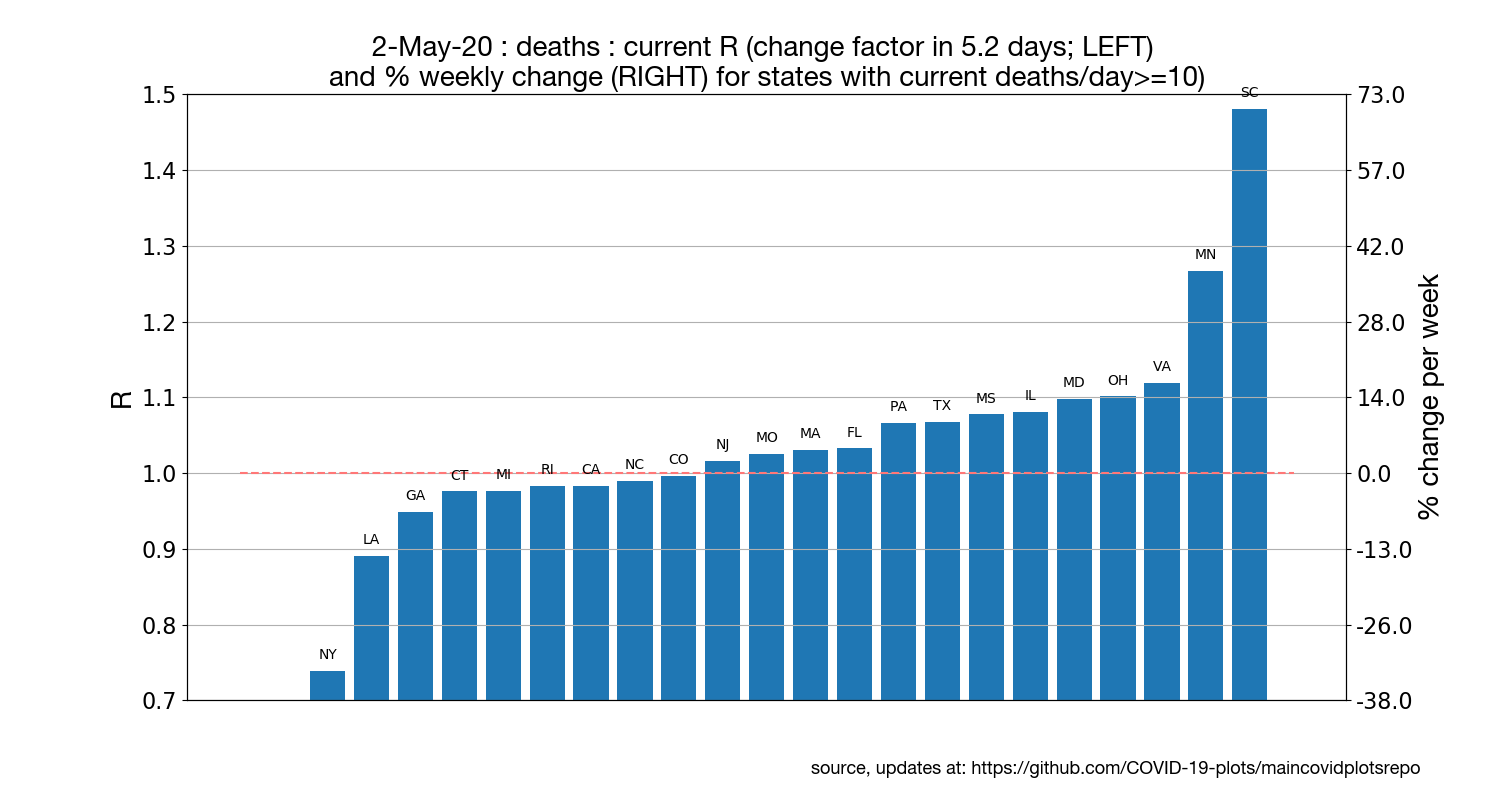 2-May-20 : deaths : current R (change factor in 5.2 days; LEFT)
and % weekly change (RIGHT) for states with current deaths/day>=10)
R
1.5
1.4
1.3
1.2
1.1
1.0
0.9
0.8
0.7
NY
LA
GA
CT
MI
RI
CA
NC
CO
NJ
MO
MA
FL
PA
TX
MS
IL
MD
OH
VA
MN
SC
73.0
57.0
42.0
28.0
14.0
0.0
-13.0
-26.0
-38.0
% change per week
source, updates at: https://github.com/COVID-19-plots/maincovidplotsrepo